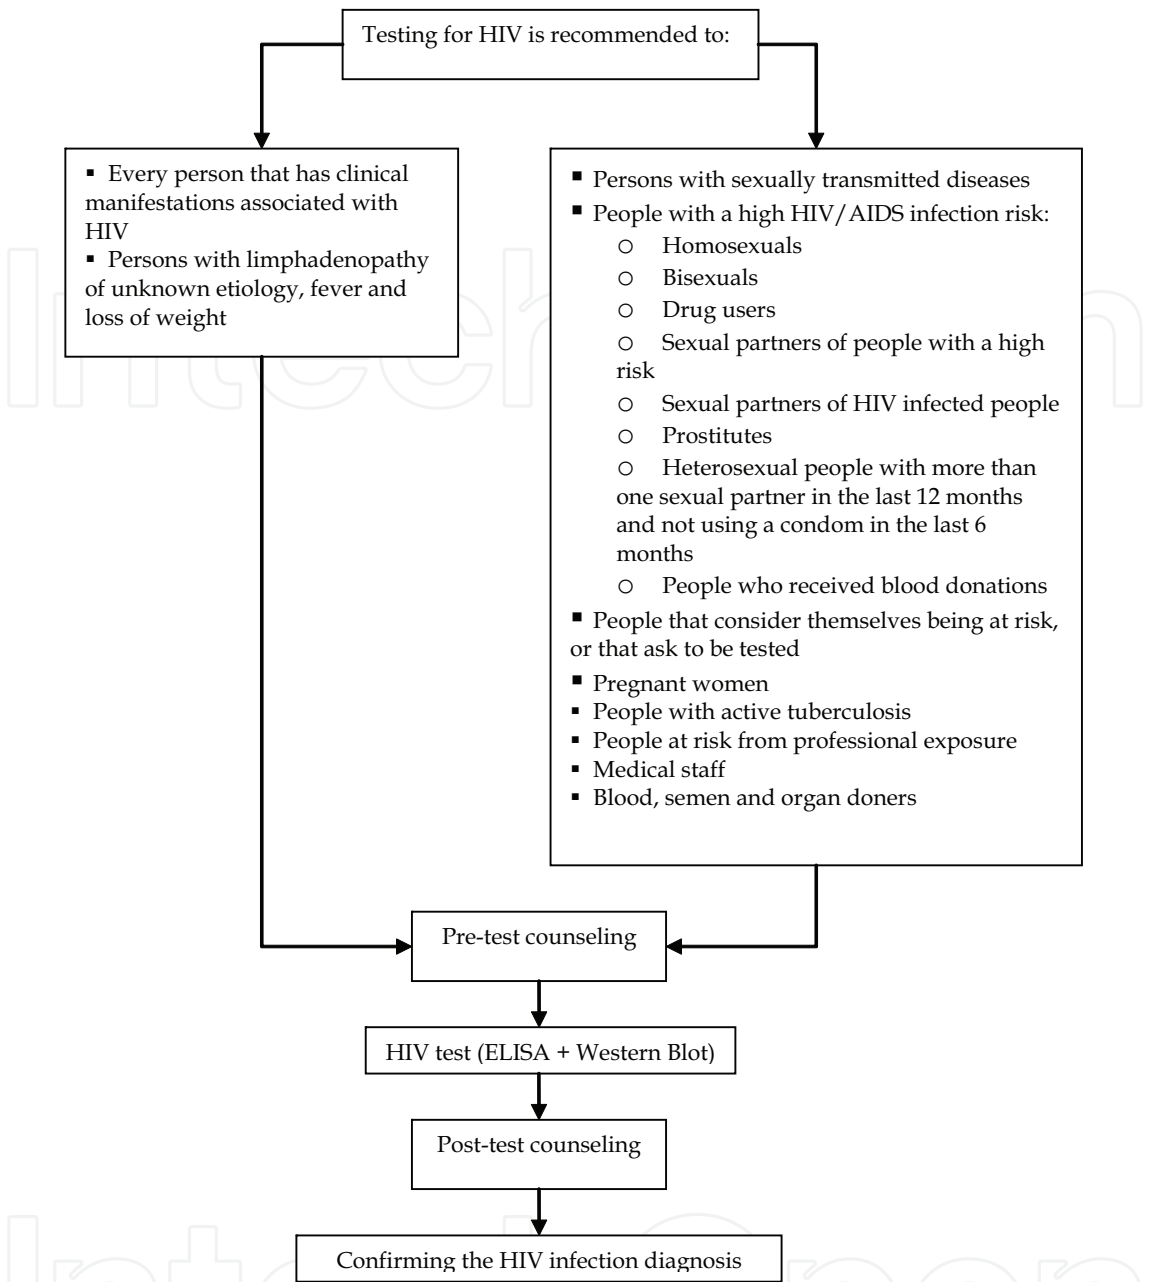 Testing for HIV is recommended to:
▪ Every person that has clinical
manifestations associated with
HIV
▪ Persons with limphadenopathy
of unknown etiology, fever and
loss of weight
▪ Persons with sexually transmitted diseases
▪ People with a high HIV/AIDS infection risk:
o Homosexuals
o Bisexuals
o Drug users
o Sexual partners of people with a high
risk
o Sexual partners of HIV infected people
o Prostitutes
o Heterosexual people with more than
one sexual partner in the last 12 months
and not using a condom in the last 6
months
o People who received blood donations
▪ People that consider themselves being at risk,
or that ask to be tested
▪ Pregnant women
▪ People with active tuberculosis
▪ People at risk from professional exposure
▪ Medical staff
▪ Blood, semen and organ doners
Pre-test counseling
HIV test (ELISA + Western Blot)
Post-test counseling
Confirming the HIV infection diagnosis